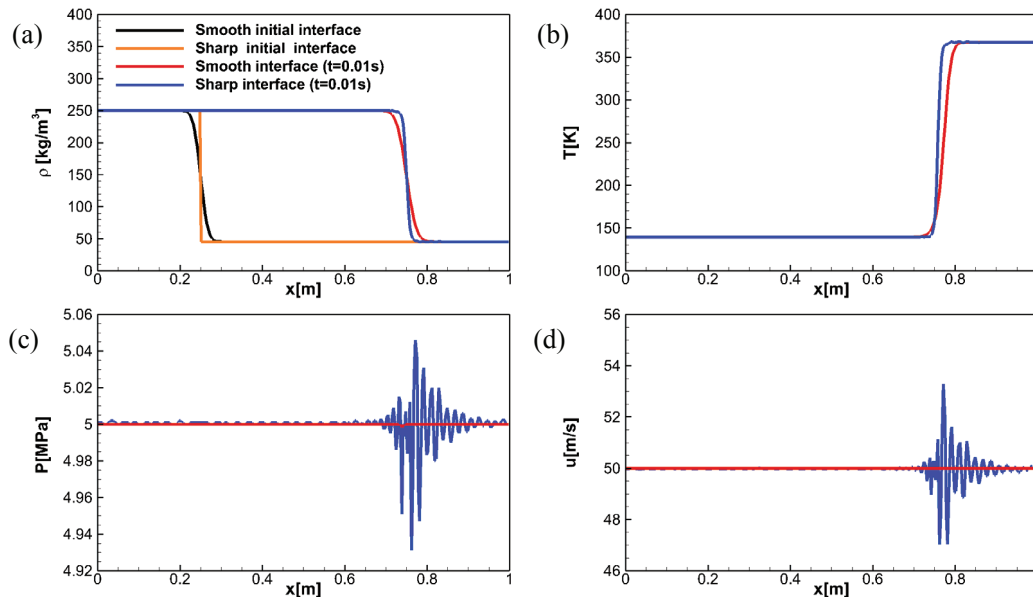 (a)
400
350
300
250
200
150
100
50
0
ρ [kg/m³]
Smooth initial interface
Sharp initial interface
Smooth interface (t=0.01s)
Sharp interface (t=0.01s)
0 0.2 0.4 0.6 0.8 1
x[m]
(b)
400
350
300
250
200
150
100
T[K]
0 0.2 0.4 0.6 0.8
x[m]
(c)
5.06
5.04
5.02
5
4.98
4.96
4.94
4.92
P[MPa]
0 0.2 0.4 0.6 0.8 1
x[m]
(d)
56
54
52
50
48
46
u[m/s]
0 0.2 0.4 0.6 0.8
x[m]